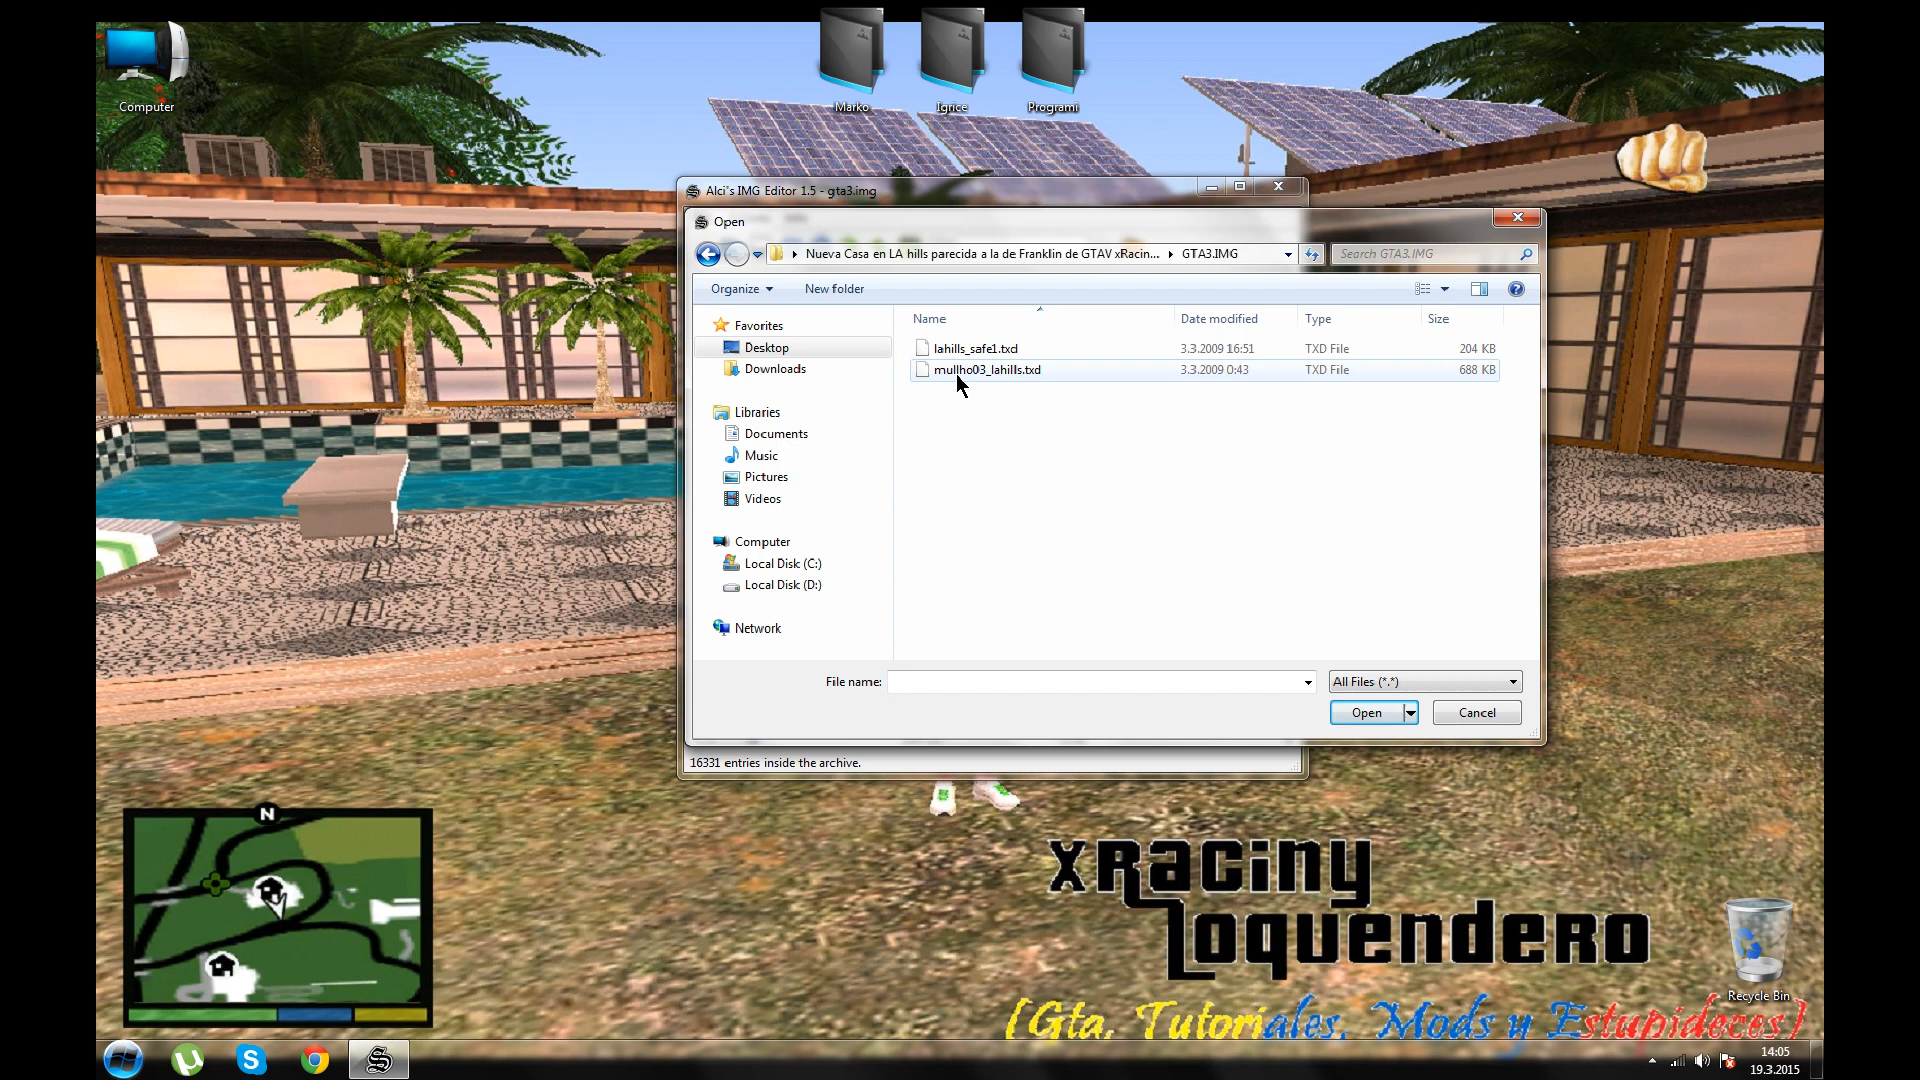 Computer
Marko
Igrice
Programi
Alci's IMG Editor 1.5 - gta3.img
Open
Nueva Casa en LA hills parecida a la de Franklin de GTAV xRacin... GTA3.IMG
Search GTA3.IMG
Organize
New folder
Name
Date modified
Type
Size
Favorites
Desktop
Downloads
Libraries
Documents
Music
Pictures
Videos
Computer
Local Disk (C:)
Local Disk (D:)
Network
lahills_safe1.txd 3.3.2009 16:51 TXD File 204 KB
mullho03_lahills.txd 3.3.2009 0:43 TXD File 688 KB
File name:
All Files (*.*)
Open
Cancel
16331 entries inside the archive.
N
xRaciny
Loquendero
[Gta, Tutoriales, Mods y Estupideces]
Recycle Bin
14:05
19.3.2015